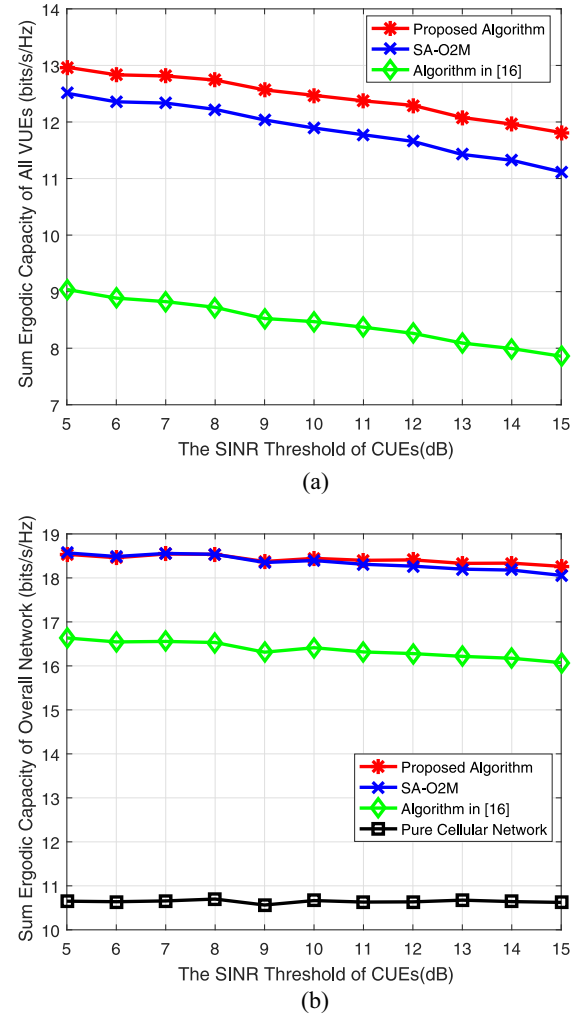 14
13
12
11
10
9
8
7
Sum Ergodic Capacity of All VUEs (bits/s/Hz)
Proposed Algorithm
SA-O2M
Algorithm in [16]
5 6 7 8 9 10 11 12 13 14 15
The SINR Threshold of CUEs(dB)
(a)
19
18
17
16
15
14
13
12
11
10
Sum Ergodic Capacity of Overall Network (bits/s/Hz)
Proposed Algorithm
SA-O2M
Algorithm in [16]
Pure Cellular Network
5 6 7 8 9 10 11 12 13 14 15
The SINR Threshold of CUEs(dB)
(b)